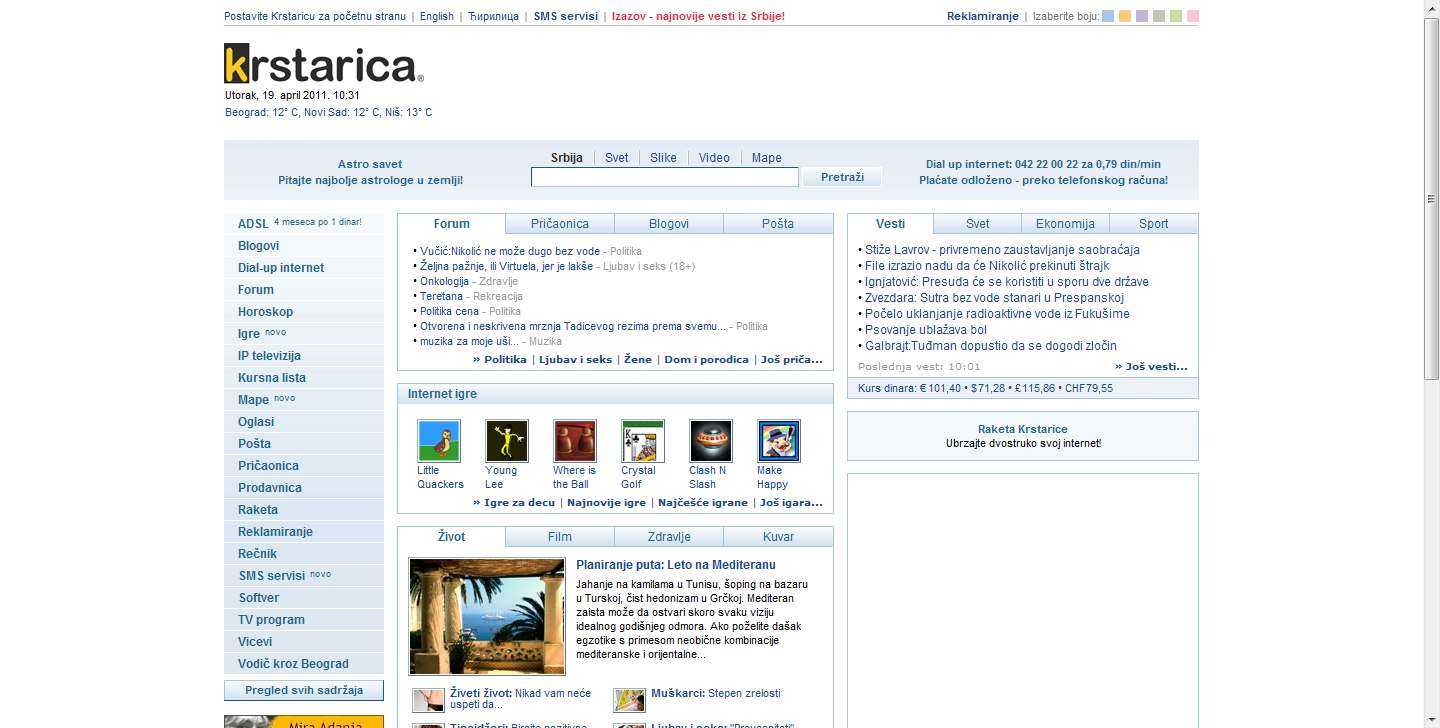 Postavite Krstaricu za početnu stranu | English | Ћирилица | SMS servisi | Izazov - najnovije vesti iz Srbije!
Reklamiranje | Izaberite boju:
krstarica®
Utorak, 19. april 2011. 10:31
Beograd: 12° C, Novi Sad: 12° C, Niš: 13° C
Astro savet
Pitajte najbolje astrologe u zemlji!
Srbija | Svet | Slike | Video | Mape
Pretraži
Dial up internet: 042 22 00 22 za 0,79 din/min
Plaćate odloženo - preko telefonskog računa!
ADSL 4 meseca po 1 dinar!
Blogovi
Dial-up internet
Forum
Horoskop
Igre novo
IP televizija
Kursna lista
Mape novo
Oglasi
Pošta
Pričaonica
Prodavnica
Raketa
Reklamiranje
Rečnik
SMS servisi novo
Softver
TV program
Vicevi
Vodič kroz Beograd
Pregled svih sadržaja
Mira Adanja
Forum Pričaonica Blogovi Pošta
• Vučić:Nikolić ne može dugo bez vode - Politika
• Željna pažnje, ili Virtuela, jer je lakše - Ljubav i seks (18+)
• Onkologija - Zdravlje
• Teretana - Rekreacija
• Politika cena - Politika
• Otvorena i neskrivena mrznja Tadicevog rezima prema svemu... - Politika
• muzika za moje uši... - Muzika
» Politika | Ljubav i seks | Žene | Dom i porodica | Još priča...
Internet igre
Little Quackers
Young Lee
Where is the Ball
Crystal Golf
Clash N Slash
Make Happy
» Igre za decu | Najnovije igre | Najčešće igrane | Još igara...
Život Film Zdravlje Kuvar
Planiranje puta: Leto na Mediteranu
Jahanje na kamilama u Tunisu, šoping na bazaru
u Turskoj, čist hedonizam u Grčkoj. Mediteran
zaista može da ostvari skoro svaku viziju
idealnog godišnjeg odmora. Ako poželite dašak
egzotike s primesom neobične kombinacije
mediteranske i orijentalne...
Živeti život: Nikad vam neće
uspeti da...
Muškarci: Stepen zrelosti
Tinejdžeri: Birajte pozitivne
Ljubav i seks: "Prevaspitati"
Vesti Svet Ekonomija Sport
• Stiže Lavrov - privremeno zaustavljanje saobraćaja
• File izrazio nadu da će Nikolić prekinuti štrajk
• Ignjatović: Presuda će se koristiti u sporu dve države
• Zvezdara: Sutra bez vode stanari u Prespanskoj
• Počelo uklanjanje radioaktivne vode iz Fukušime
• Psovanje ublažava bol
• Galbrajt:Tuđman dopustio da se dogodi zločin
Poslednja vest: 10:01
» Još vesti...
Kurs dinara: € 101,40 • $ 71,28 • £ 115,86 • CHF 79,55
Raketa Krstarice
Ubrzajte dvostruko svoj internet!